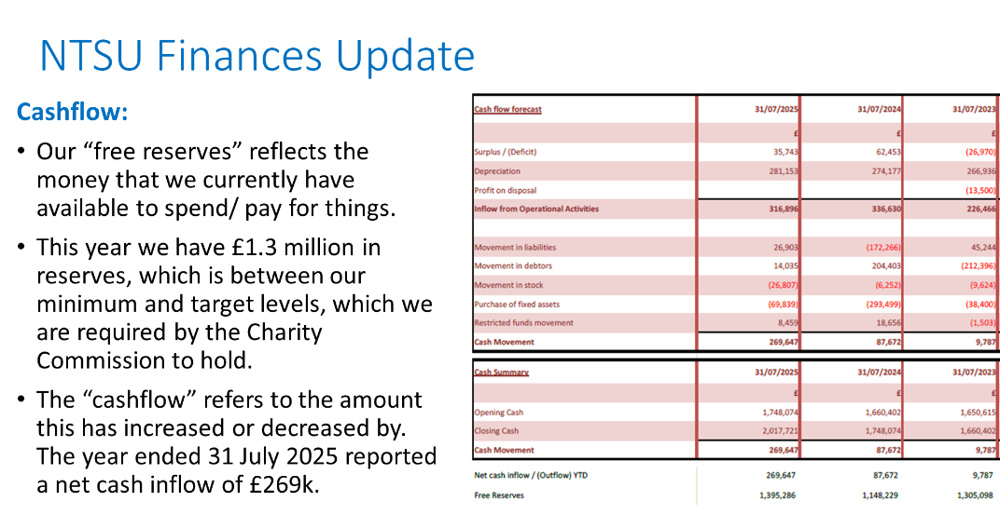 NTSU Finances Update
Cashflow:
• Our “free reserves” reflects the
money that we currently have
available to spend/ pay for things.
• This year we have £1.3 million in
reserves, which is between our
minimum and target levels, which we
are required by the Charity
Commission to hold.
• The “cashflow” refers to the amount
this has increased or decreased by.
The year ended 31 July 2025 reported
a net cash inflow of £269k.
Cash flow forecast 31/07/2025 31/07/2024 31/07/2023
£ £ £
Surplus / (Deficit) 35,743 62,453 (26,970)
Depreciation 281,153 274,177 266,936
Profit on disposal (13,500)
Inflow from Operational Activities 316,896 336,630 226,466
Movement in liabilities 26,903 (172,266) 45,244
Movement in debtors 14,035 204,403 (212,396)
Movement in stock (26,807) (6,252) (9,624)
Purchase of fixed assets (69,839) (293,499) (38,400)
Restricted funds movement 8,459 18,656 (1,503)
Cash Movement 269,647 87,672 9,787
Cash Summary 31/07/2025 31/07/2024 31/07/2023
£ £ £
Opening Cash 1,748,074 1,660,402 1,650,615
Closing Cash 2,017,721 1,748,074 1,660,402
Cash Movement 269,647 87,672 9,787
Net cash inflow / (Outflow) YTD 269,647 87,672 9,787
Free Reserves 1,395,286 1,148,229 1,305,098